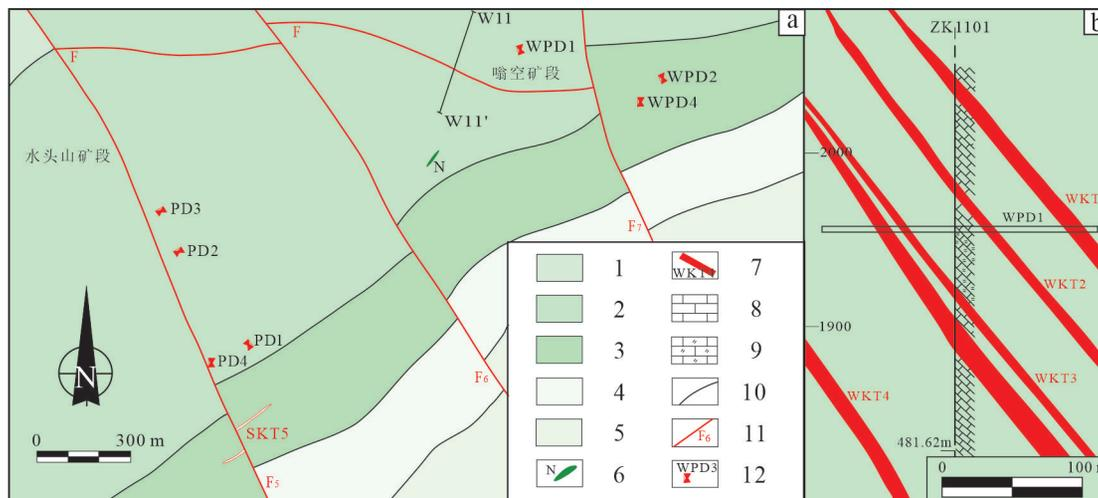 a
W11
W11'
F
F
WPD1
嗡空矿段
WPD2
WPD4
水头山矿段
N
PD3
PD2
PD1
PD4
SKT5
F5
F6
F7
N
0 300 m
1
2
3
4
5
N 6
WKT4 7
8
9
10
F6 11
WPD3 12
b
ZK1101
2000
WKT
WPD1
WKT2
1900
WKT3
WKT4
481.62m
0 100 m